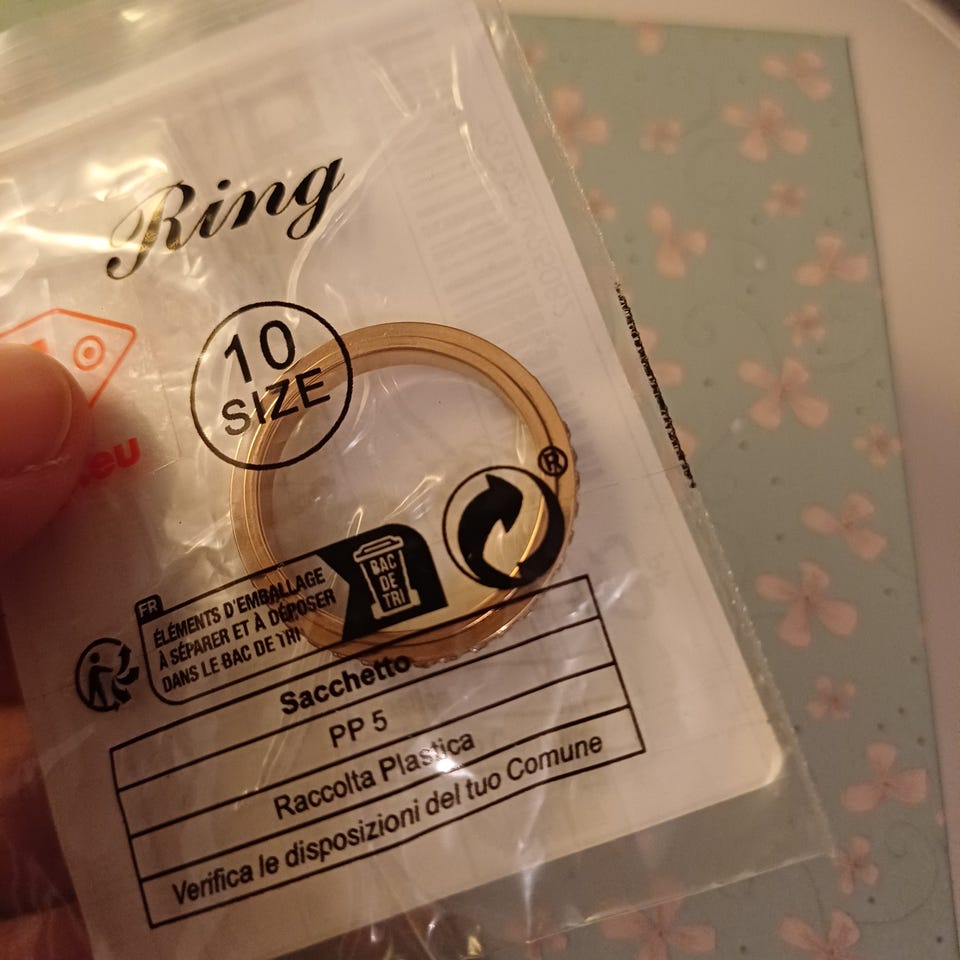 Ring
10
SIZE
.eu
®
FR
ÉLÉMENTS D'EMBALLAGE
À SÉPARER ET À DÉPOSER
DANS LE BAC DE TRI
BAC
DE
TRI
Sacchetto
PP 5
Raccolta Plastica
Verifica le disposizioni del tuo Comune